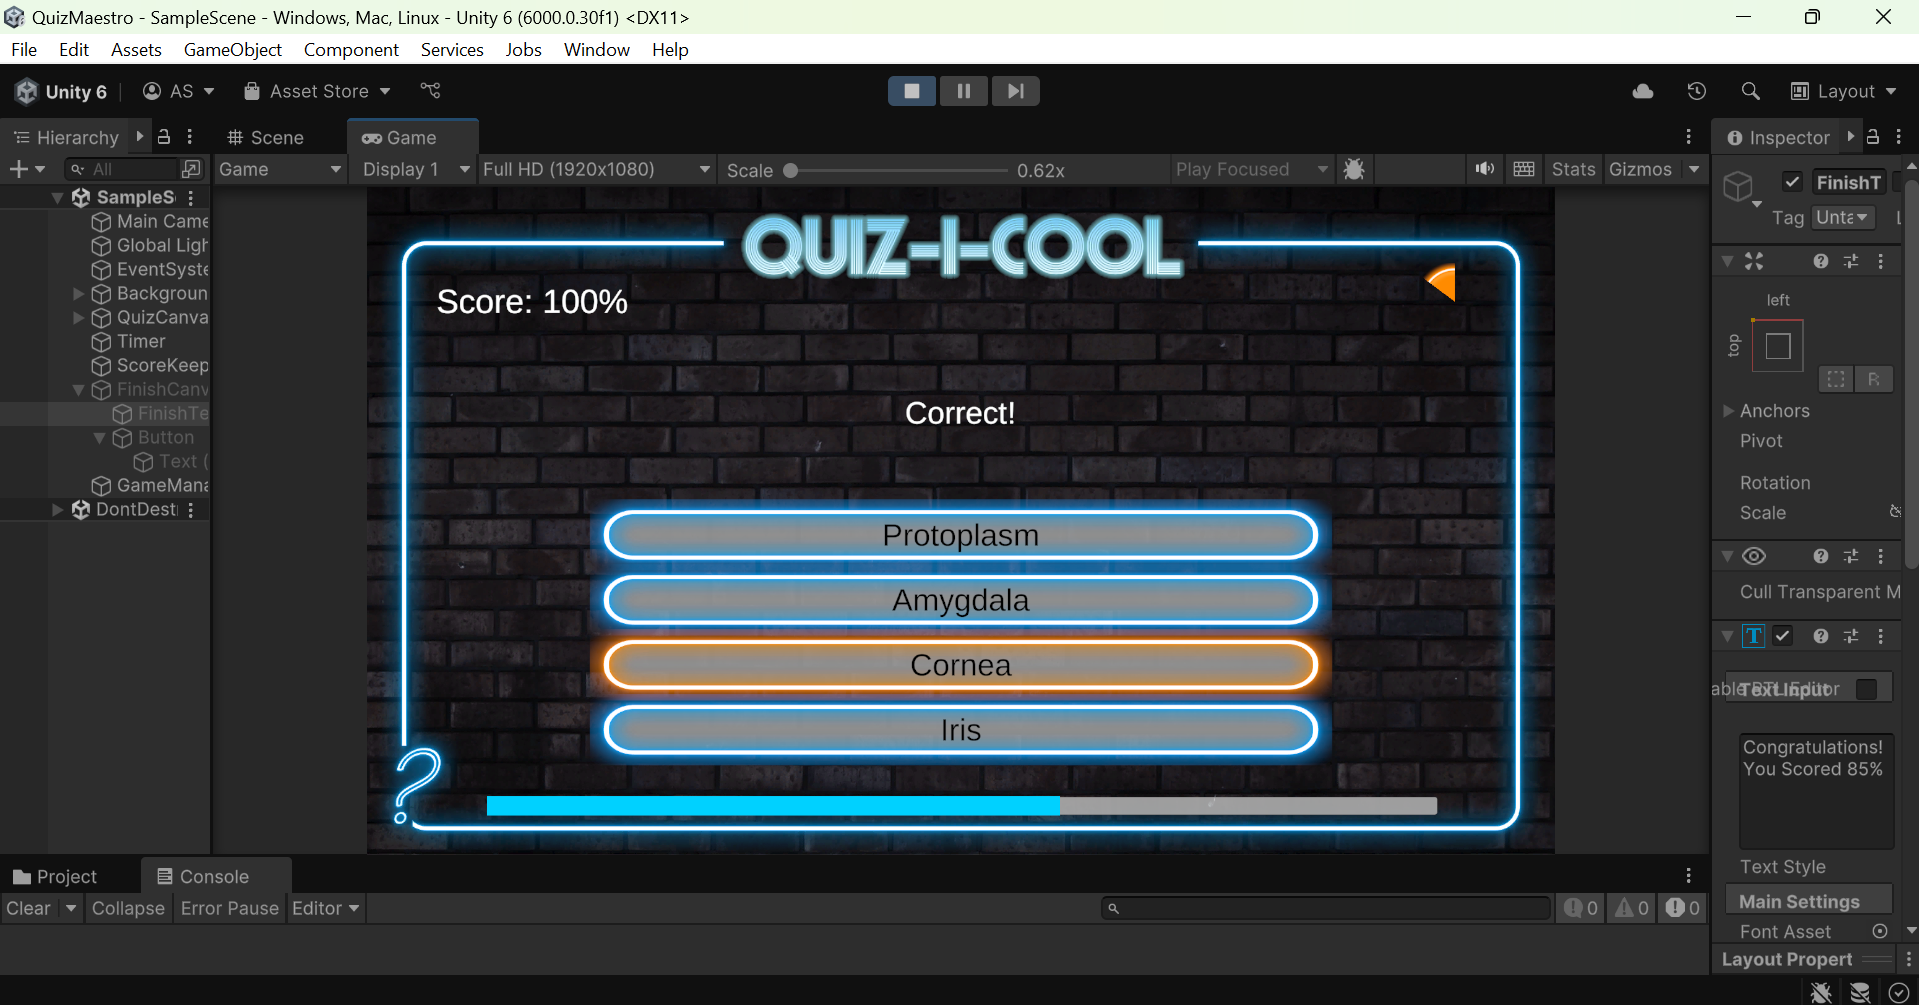 QuizMaestro - SampleScene - Windows, Mac, Linux - Unity 6 (6000.0.30f1) <DX11>
File Edit Assets GameObject Component Services Jobs Window Help
Unity 6 AS Asset Store Layout
Hierarchy # Scene Game Inspector
All Game Display 1 Full HD (1920x1080) Scale 0.62x Play Focused Stats Gizmos
SampleS
Main Came
Global Ligh
EventSyste
Backgroun
QuizCanva
Timer
ScoreKeep
FinishCanv
FinishTe
Button
Text (
GameMana
DontDest
QUIZ-I-COOL
Score: 100%
Correct!
Protoplasm
Amygdala
Cornea
Iris
?
FinishT
Tag Unta
left
top
R
Anchors
Pivot
Rotation
Scale
Cull Transparent M
Text Input
Congratulations!
You Scored 85%
Text Style
Main Settings
Font Asset
Layout Propert
Project Console
Clear Collapse Error Pause Editor 0 0 0